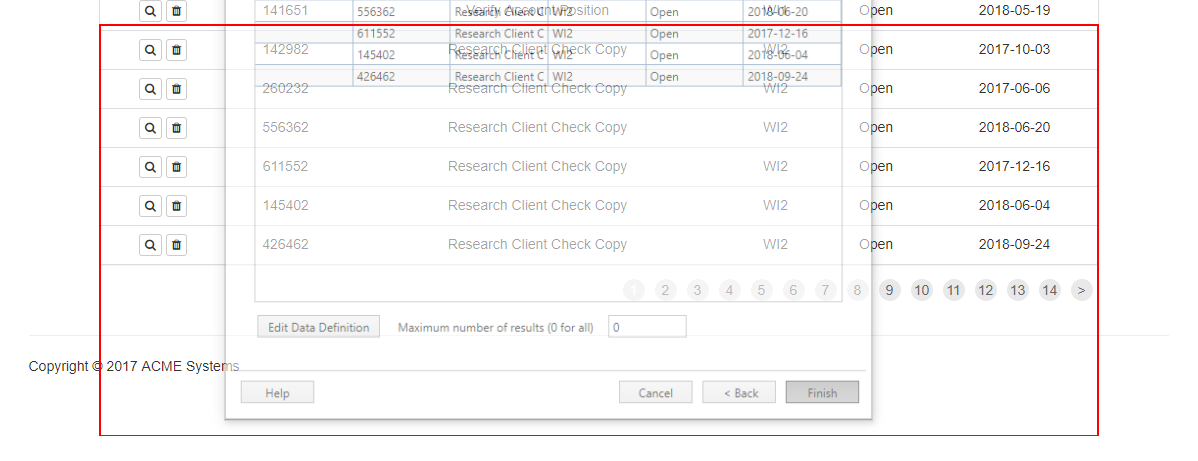 141651 Verify Account Position WI1 Open 2018-05-19
556362 Research Client C WI2 Open 2018-06-20
611552 Research Client C WI2 Open 2017-12-16
142982 Research Client Check Copy WI2 Open 2017-10-03
145402 Research Client C WI2 Open 2018-06-04
426462 Research Client C WI2 Open 2018-09-24
260232 Research Client Check Copy WI2 Open 2017-06-06
556362 Research Client Check Copy WI2 Open 2018-06-20
611552 Research Client Check Copy WI2 Open 2017-12-16
145402 Research Client Check Copy WI2 Open 2018-06-04
426462 Research Client Check Copy WI2 Open 2018-09-24
1 2 3 4 5 6 7 8 9 10 11 12 13 14 >
Edit Data Definition Maximum number of results (0 for all) 0
Copyright © 2017 ACME Systems
Help Cancel < Back Finish